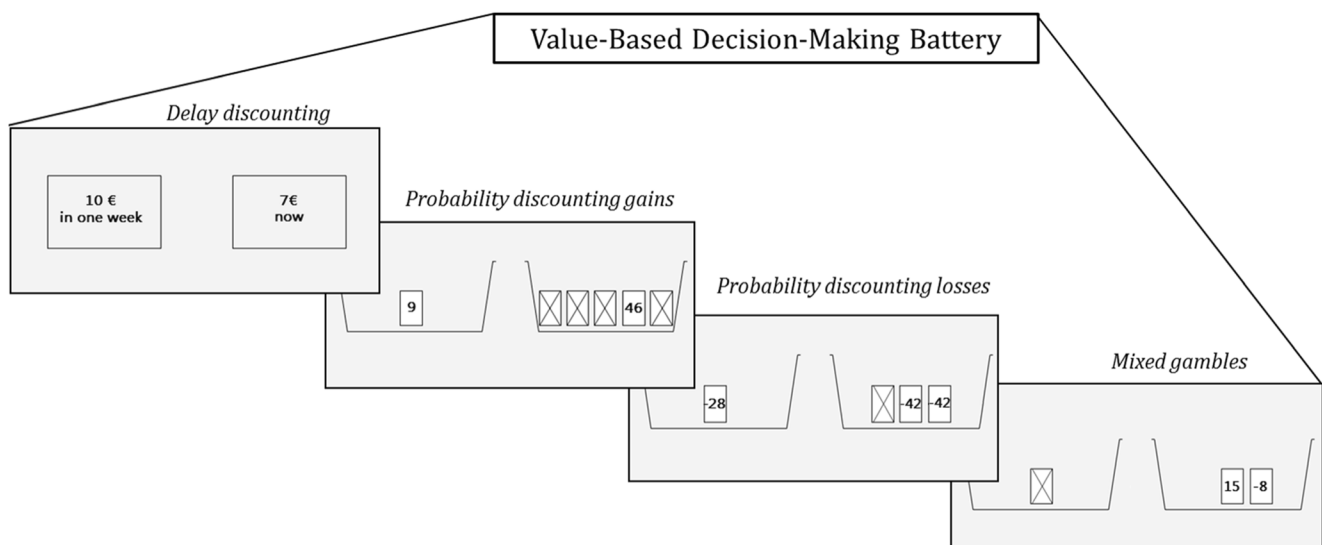 Value-Based Decision-Making Battery
Delay discounting
10 €
in one week
7€
now
Probability discounting gains
9
46
Probability discounting losses
-28
-42 -42
Mixed gambles
15 -8